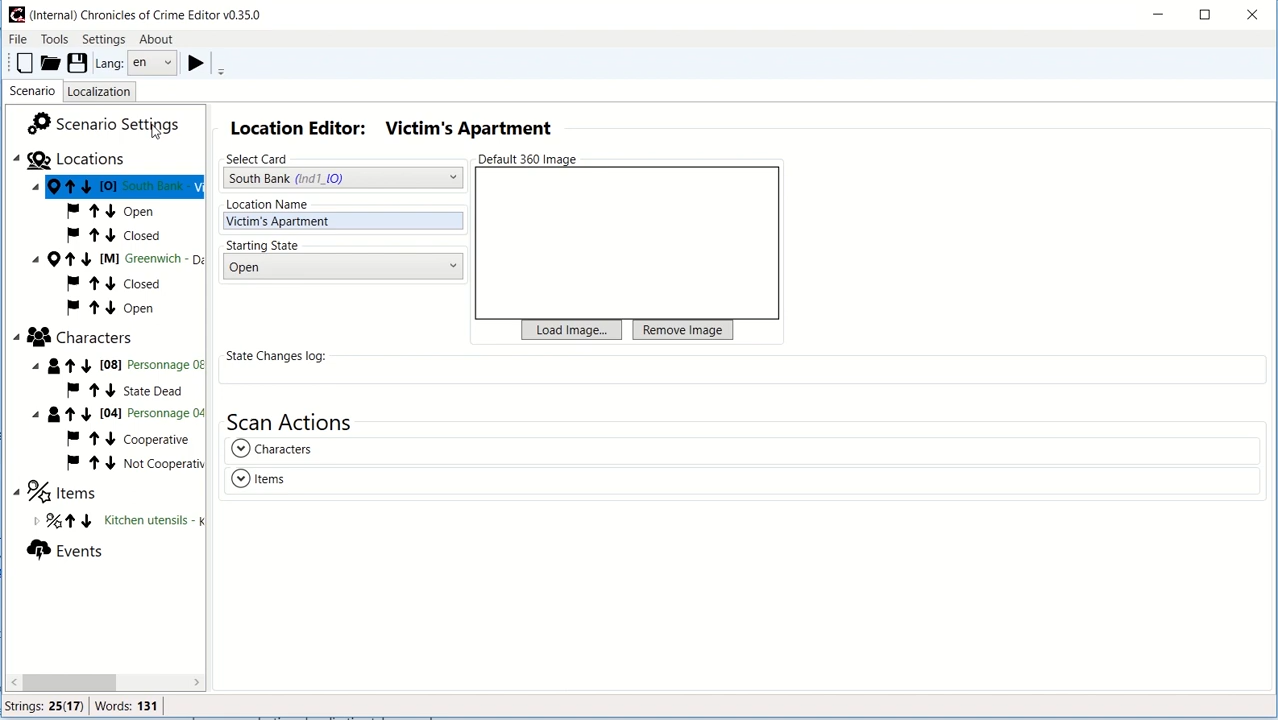 (Internal) Chronicles of Crime Editor v0.35.0
File Tools Settings About
Lang: en
Scenario Localization
Scenario Settings
Locations
[O] South Bank - Vi
Open
Closed
[M] Greenwich - Da
Closed
Open
Characters
[08] Personnage 08
State Dead
[04] Personnage 04
Cooperative
Not Cooperativ
Items
Kitchen utensils - K
Events
Location Editor: Victim's Apartment
Select Card
South Bank (lnd1_lO)
Location Name
Victim's Apartment
Starting State
Open
Default 360 Image
Load Image... Remove Image
State Changes log:
Scan Actions
Characters
Items
Strings: 25(17) Words: 131